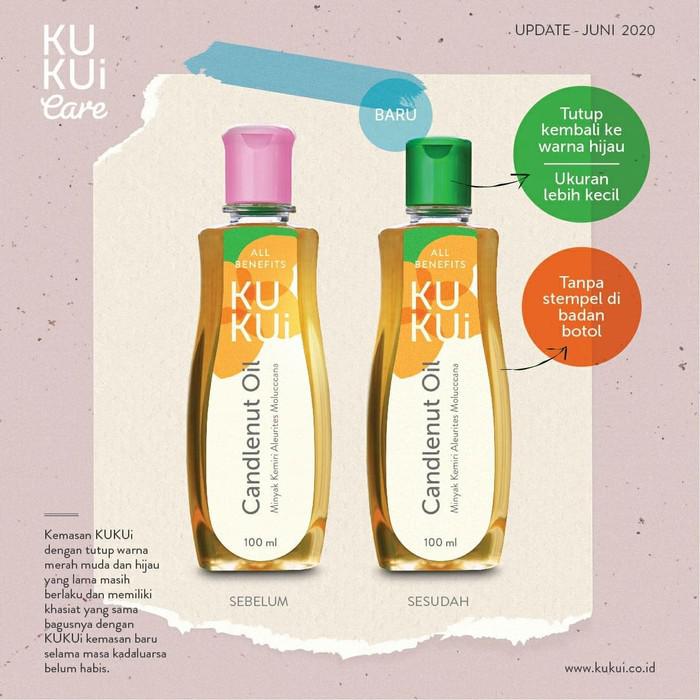 KU
KUi
Care
UPDATE - JUNI 2020
BARU
Tutup
kembali ke
warna hijau
Ukuran
lebih kecil
Tanpa
stempel di
badan
botol
ALL
BENEFITS
KU
KUi
Candlenut Oil
Minyak Kemiri Aleurites Moluccana
100 ml
ALL
BENEFITS
KU
KUi
Candlenut Oil
Minyak Kemiri Aleurites Moluccana
100 ml
SEBELUM
SESUDAH
Kemasan KUKUi
dengan tutup warna
merah muda dan hijau
yang lama masih
berlaku dan memiliki
khasiat yang sama
bagusnya dengan
KUKUi kemasan baru
selama masa kadaluarsa
belum habis.
www.kukui.co.id